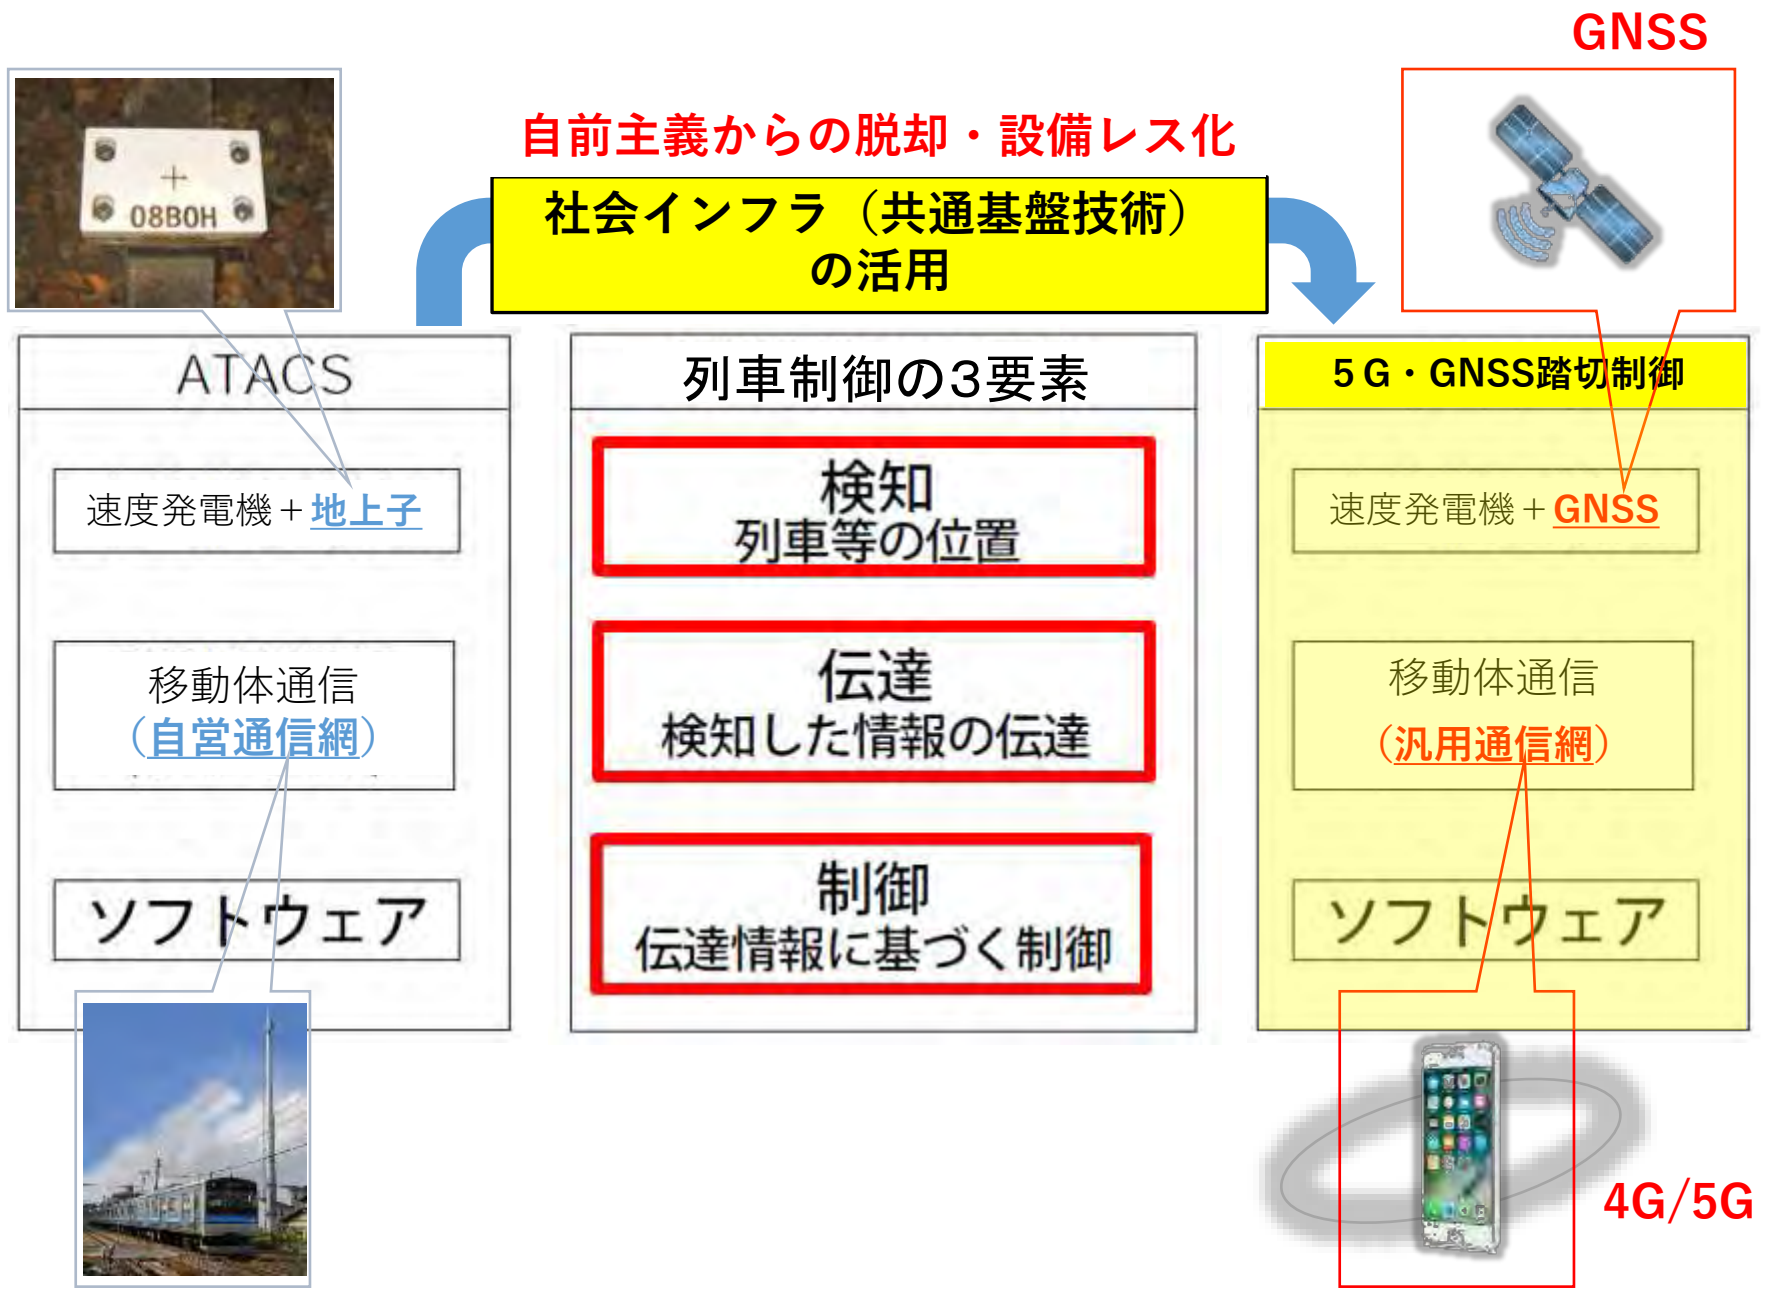 GNSS
自前主義からの脱却・設備レス化
社会インフラ（共通基盤技術）
の活用
08B0H
ATACS
速度発電機＋地上子
移動体通信
（自営通信網）
ソフトウェア
列車制御の3要素
検知
列車等の位置
伝達
検知した情報の伝達
制御
伝達情報に基づく制御
５G・GNSS踏切制御
速度発電機＋GNSS
移動体通信
（汎用通信網）
ソフトウェア
4G/5G